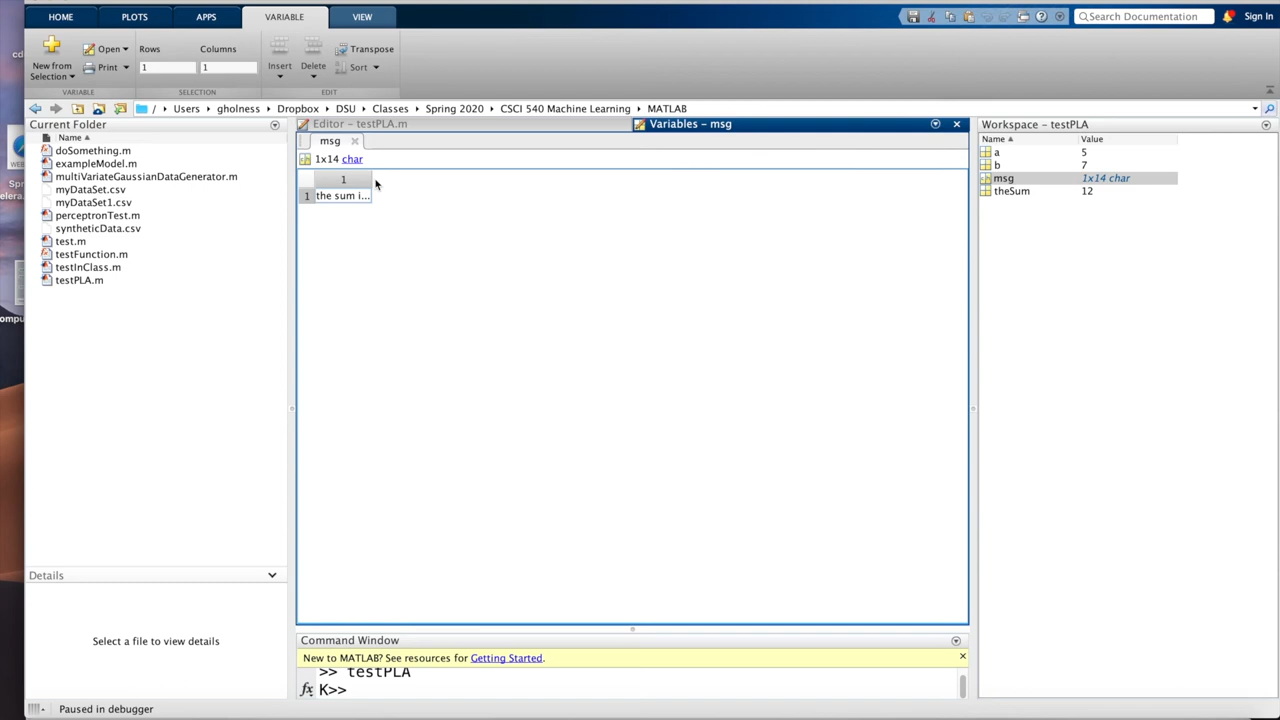 HOME PLOTS APPS VARIABLE VIEW
Search Documentation
Sign In
New from
Selection
Open
Print
Rows
1
Columns
1
Insert
Delete
Transpose
Sort
VARIABLE SELECTION EDIT
/ Users gholness Dropbox DSU Classes Spring 2020 CSCI 540 Machine Learning MATLAB
Current Folder
Name
doSomething.m
exampleModel.m
multiVariateGaussianDataGenerator.m
myDataSet.csv
myDataSet1.csv
perceptronTest.m
syntheticData.csv
test.m
testFunction.m
testInClass.m
testPLA.m
Details
Select a file to view details
Editor – testPLA.m
Variables – msg
msg
1x14 char
1
1 the sum i...
Command Window
New to MATLAB? See resources for Getting Started.
>> testPLA
fx K>>
Workspace – testPLA
Name Value
a 5
b 7
msg 1x14 char
theSum 12
Paused in debugger